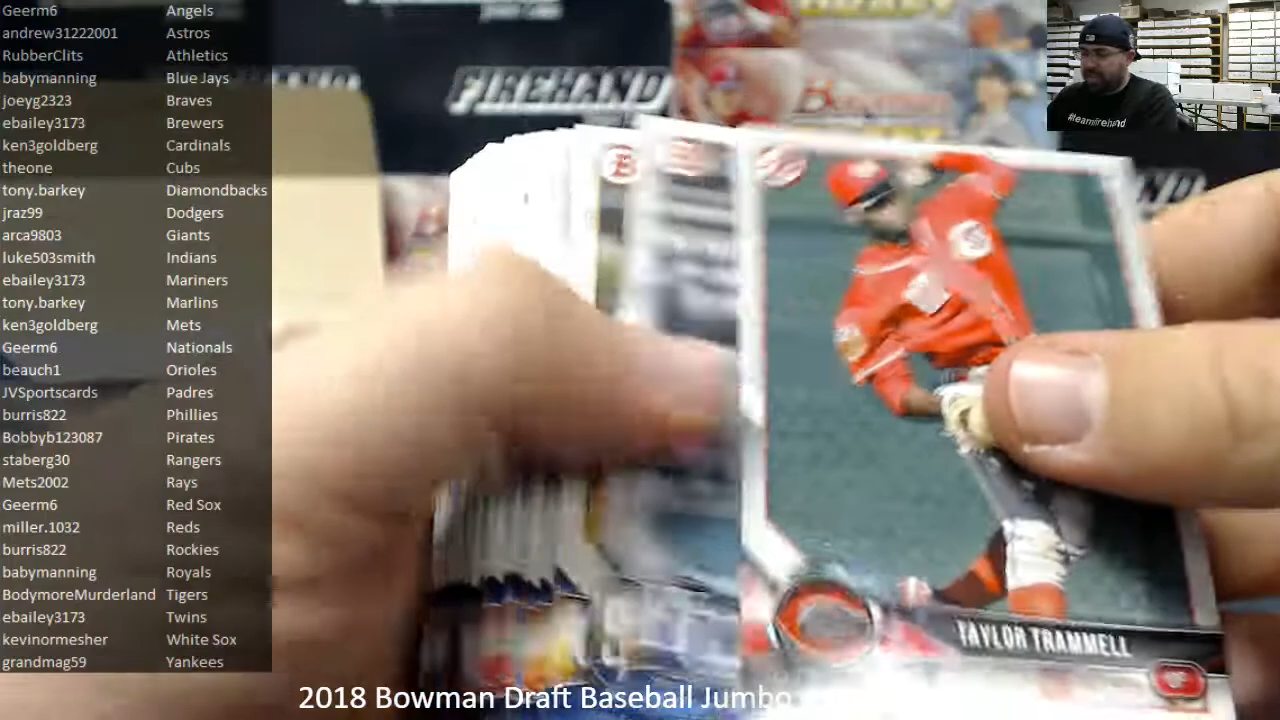 Geerm6 Angels
andrew31222001 Astros
RubberClits Athletics
babymanning Blue Jays
joeyg2323 Braves
ebailey3173 Brewers
ken3goldberg Cardinals
theone Cubs
tony.barkey Diamondbacks
jraz99 Dodgers
arca9803 Giants
luke503smith Indians
ebailey3173 Mariners
tony.barkey Marlins
ken3goldberg Mets
Geerm6 Nationals
beauch1 Orioles
JVSportscards Padres
burris822 Phillies
Bobbyb123087 Pirates
staberg30 Rangers
Mets2002 Rays
Geerm6 Red Sox
miller.1032 Reds
burris822 Rockies
babymanning Royals
BodymoreMurderland Tigers
ebailey3173 Twins
kevinormesher White Sox
grandmag59 Yankees
FIREHAND
Bowman
#teamfirehand
B
TAYLOR TRAMMELL
2018 Bowman Draft Baseball Jumbo